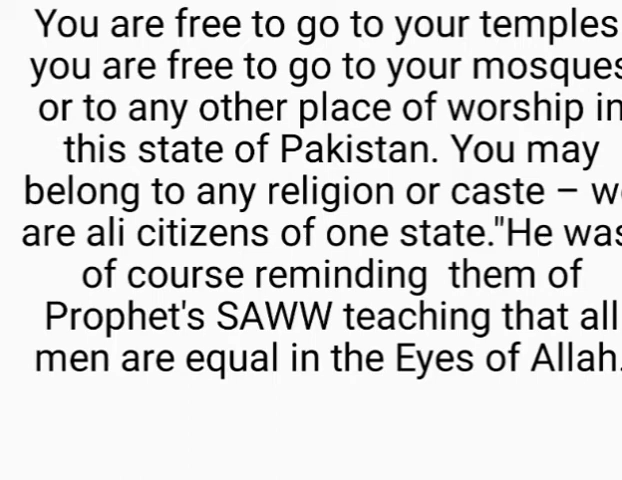 You are free to go to your temples
you are free to go to your mosques
or to any other place of worship in
this state of Pakistan. You may
belong to any religion or caste – we
are ali citizens of one state."He was
of course reminding  them of
Prophet's SAWW teaching that all
men are equal in the Eyes of Allah.